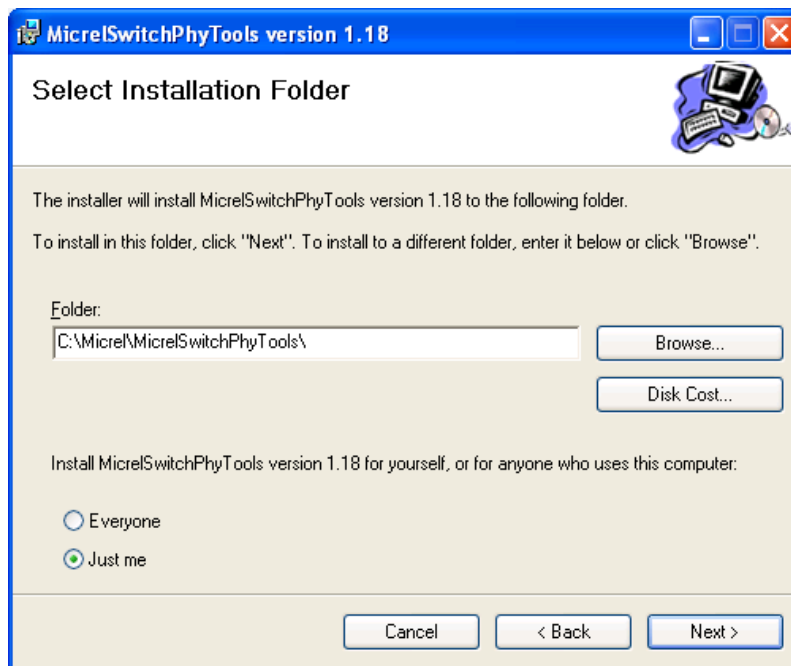 MicrelSwitchPhyTools version 1.18
Select Installation Folder
The installer will install MicrelSwitchPhyTools version 1.18 to the following folder.
To install in this folder, click "Next". To install to a different folder, enter it below or click "Browse".
Folder:
C:\Micrel\MicrelSwitchPhyTools\
Browse...
Disk Cost...
Install MicrelSwitchPhyTools version 1.18 for yourself, or for anyone who uses this computer:
Everyone
Just me
Cancel
< Back
Next >